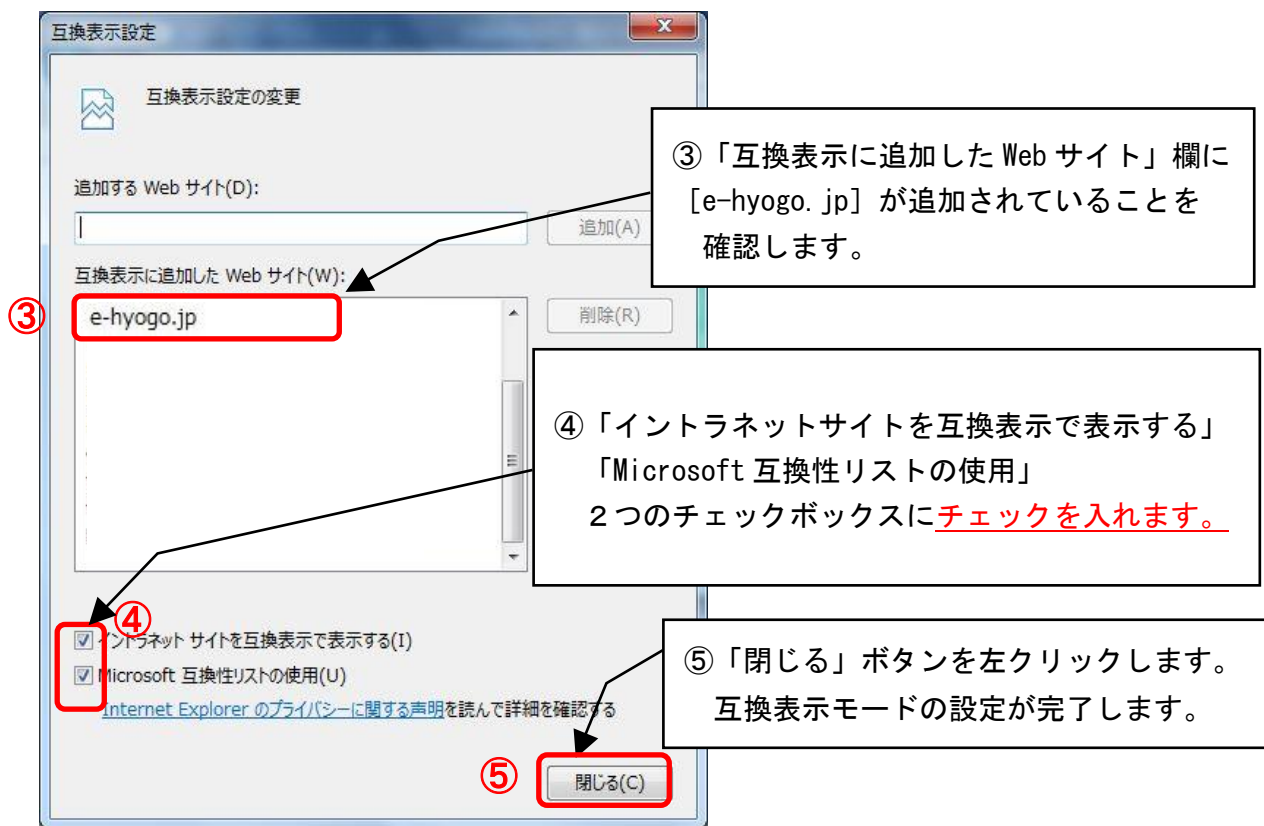 互換表示設定
互換表示設定の変更
追加する Web サイト(D):
追加(A)
互換表示に追加した Web サイト(W):
③
e-hyogo.jp
削除(R)
③「互換表示に追加した Web サイト」欄に
[e-hyogo.jp] が追加されていることを
確認します。
④「イントラネットサイトを互換表示で表示する」
「Microsoft 互換性リストの使用」
２つのチェックボックスにチェックを入れます。
④
イントラネット サイトを互換表示で表示する(I)
Microsoft 互換性リストの使用(U)
Internet Explorer のプライバシーに関する声明を読んで詳細を確認する
⑤「閉じる」ボタンを左クリックします。
互換表示モードの設定が完了します。
⑤
閉じる(C)